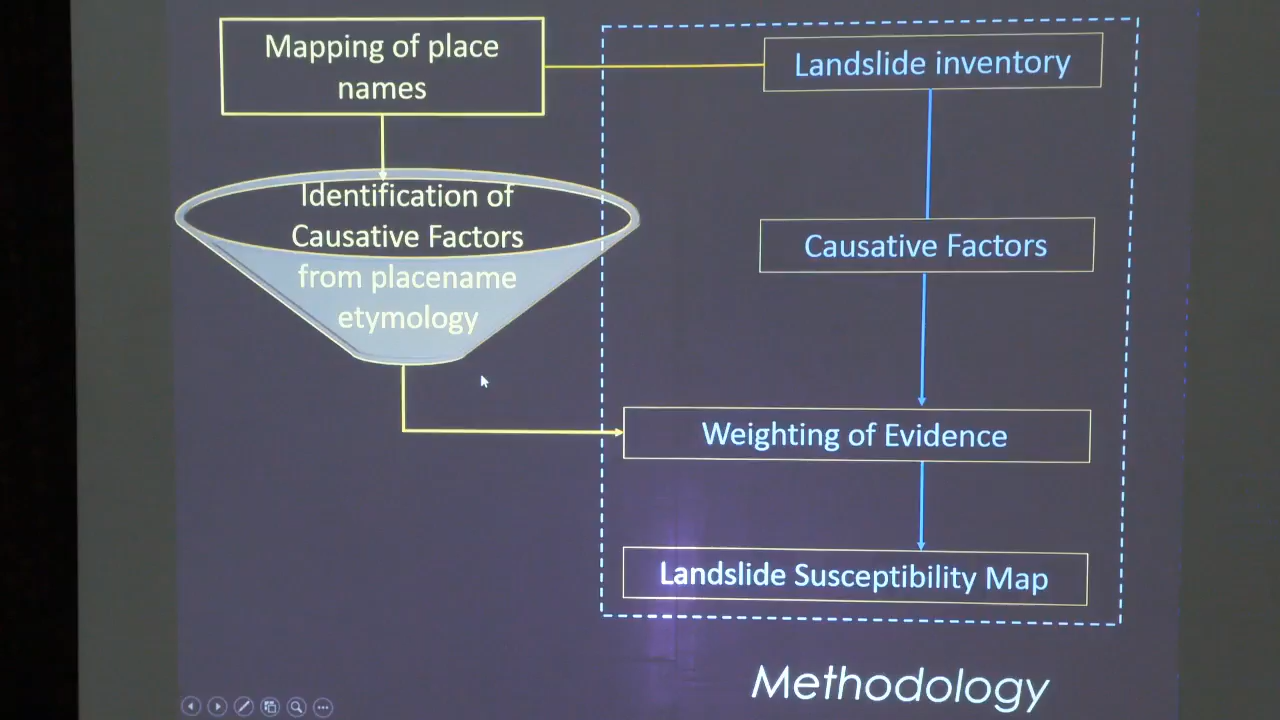 Mapping of place
names
Landslide inventory
Identification of
Causative Factors
from placename
etymology
Causative Factors
Weighting of Evidence
Landslide Susceptibility Map
Methodology